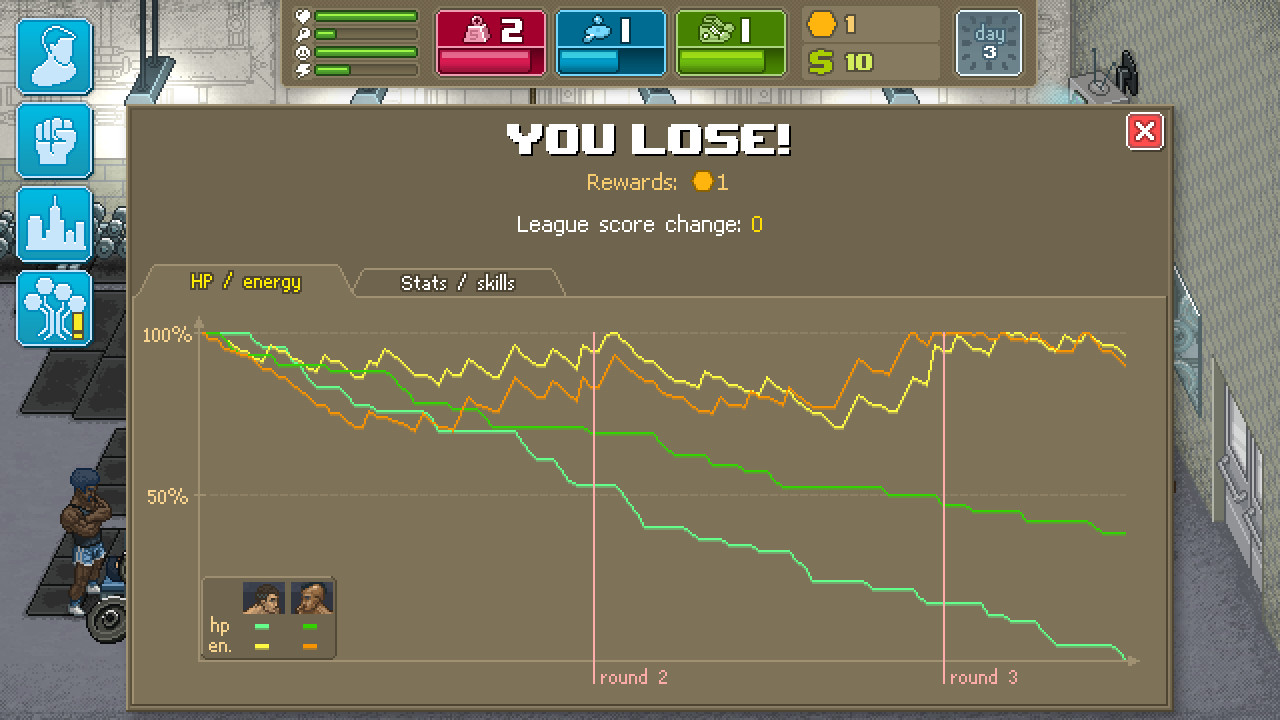 2
1
1
1
10
day
3
YOU LOSE!
Rewards: 1
League score change: 0
HP / energy
Stats / skills
100%
50%
hp
en.
round 2
round 3